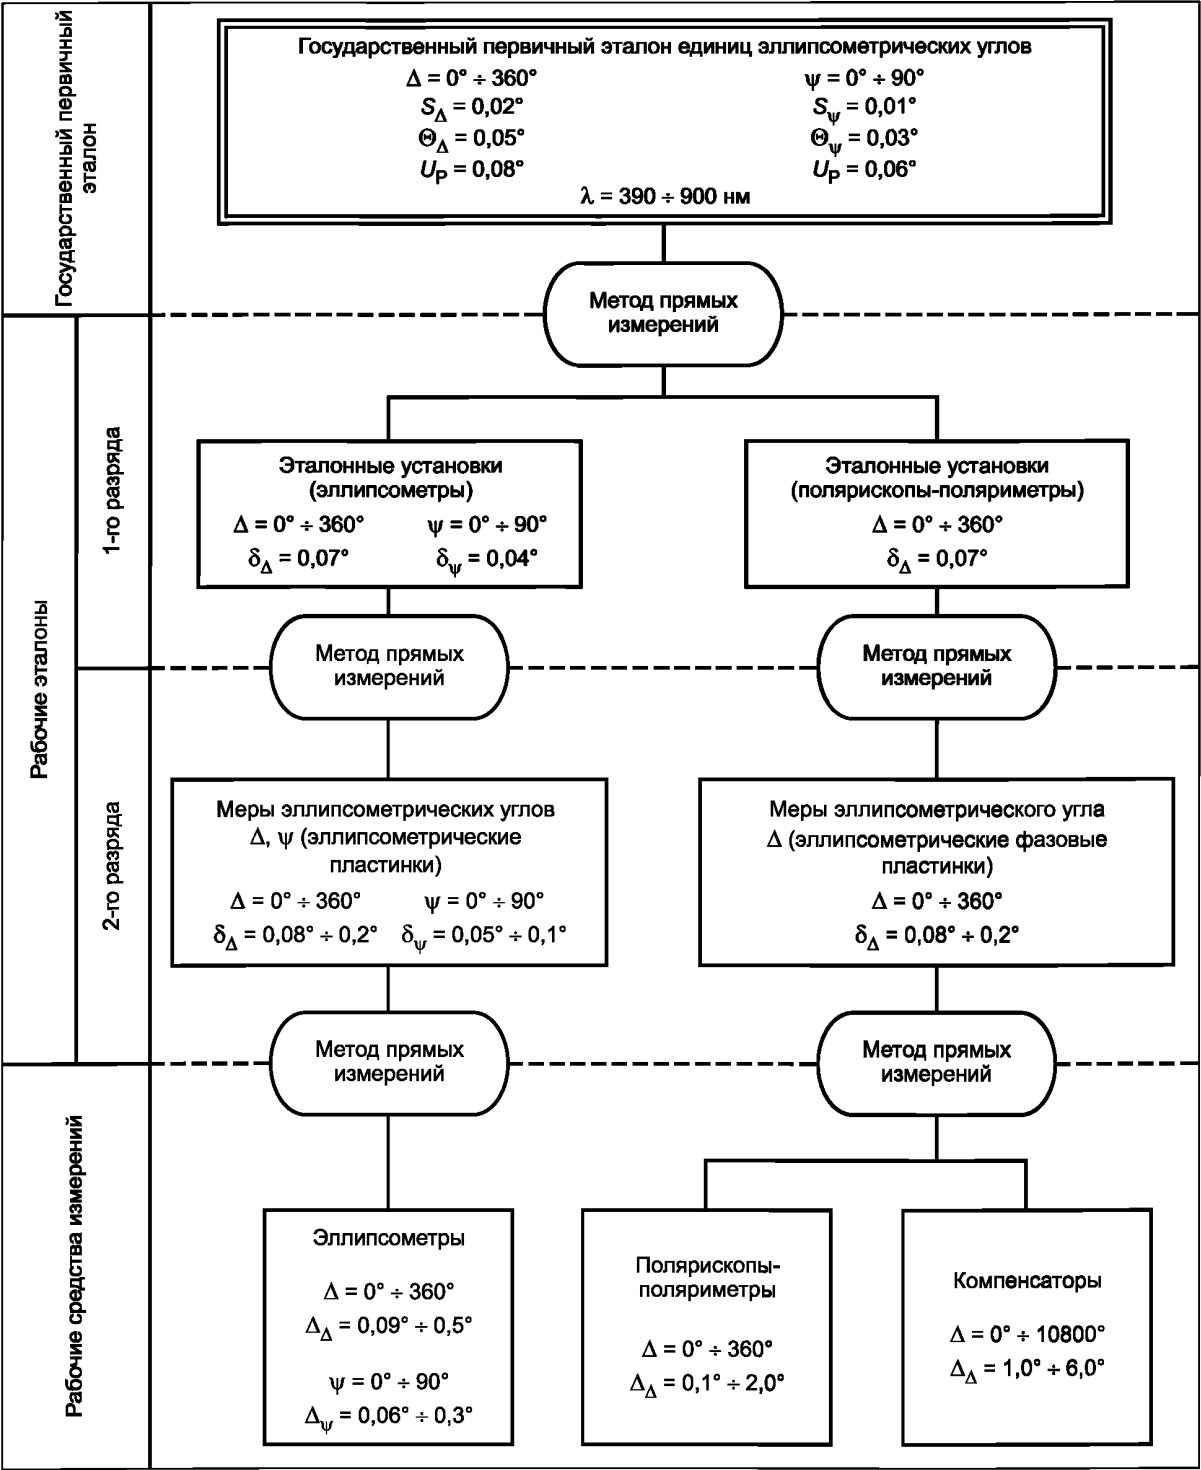 Государственный первичный
эталон
Государственный первичный эталон единиц эллипсометрических углов
Δ = 0° ÷ 360°
ψ = 0° ÷ 90°
S_Δ = 0,02°
S_ψ = 0,01°
Θ_Δ = 0,05°
Θ_ψ = 0,03°
U_P = 0,08°
U_P = 0,06°
λ = 390 ÷ 900 нм
Метод прямых
измерений
Рабочие эталоны
1-го разряда
Эталонные установки
(эллипсометры)
Δ = 0° ÷ 360°
ψ = 0° ÷ 90°
δ_Δ = 0,07°
δ_ψ = 0,04°
Эталонные установки
(полярископы-поляриметры)
Δ = 0° ÷ 360°
δ_Δ = 0,07°
Метод прямых
измерений
Метод прямых
измерений
2-го разряда
Меры эллипсометрических углов
Δ, ψ (эллипсометрические
пластинки)
Δ = 0° ÷ 360°
ψ = 0° ÷ 90°
δ_Δ = 0,08° ÷ 0,2°
δ_ψ = 0,05° ÷ 0,1°
Меры эллипсометрического угла
Δ (эллипсометрические фазовые
пластинки)
Δ = 0° ÷ 360°
δ_Δ = 0,08° ÷ 0,2°
Метод прямых
измерений
Метод прямых
измерений
Рабочие средства измерений
Эллипсометры
Δ = 0° ÷ 360°
Δ_Δ = 0,09° ÷ 0,5°
ψ = 0° ÷ 90°
Δ_ψ = 0,06° ÷ 0,3°
Полярископы-
поляриметры
Δ = 0° ÷ 360°
Δ_Δ = 0,1° ÷ 2,0°
Компенсаторы
Δ = 0° ÷ 10800°
Δ_Δ = 1,0° ÷ 6,0°